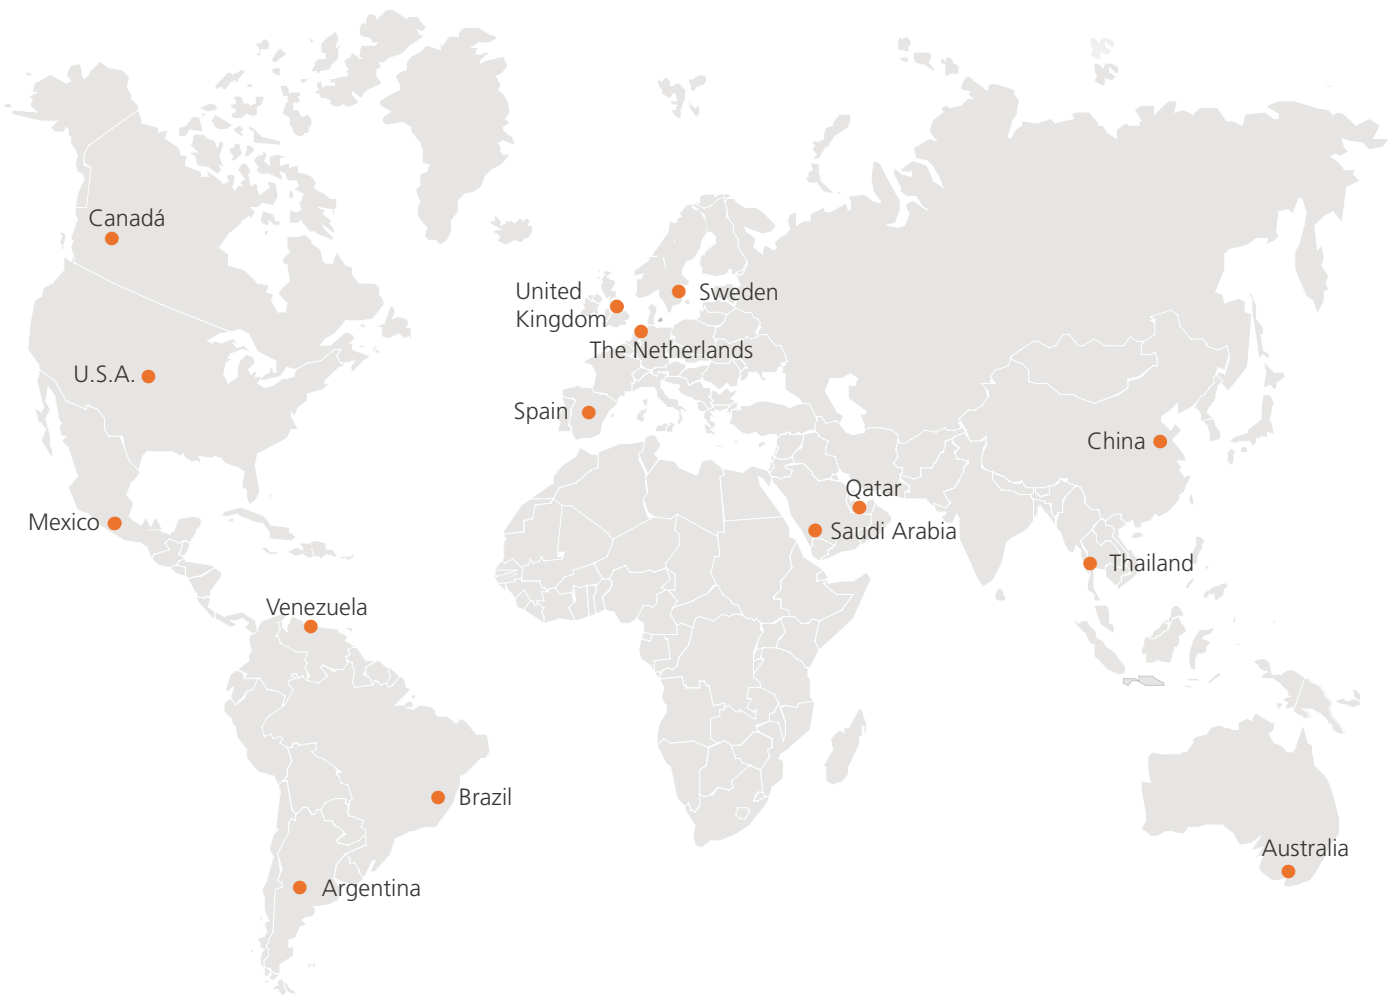 Canadá
United
Kingdom
Sweden
The Netherlands
U.S.A.
Spain
China
Qatar
Mexico
Saudi Arabia
Thailand
Venezuela
Brazil
Australia
Argentina